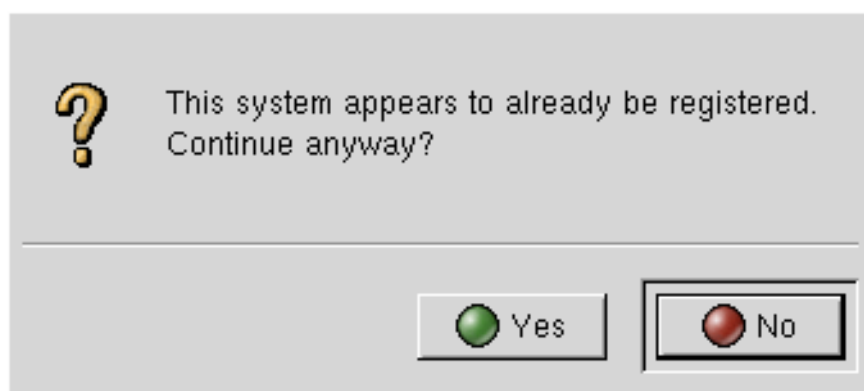 This system appears to already be registered.
Continue anyway?
Yes
No